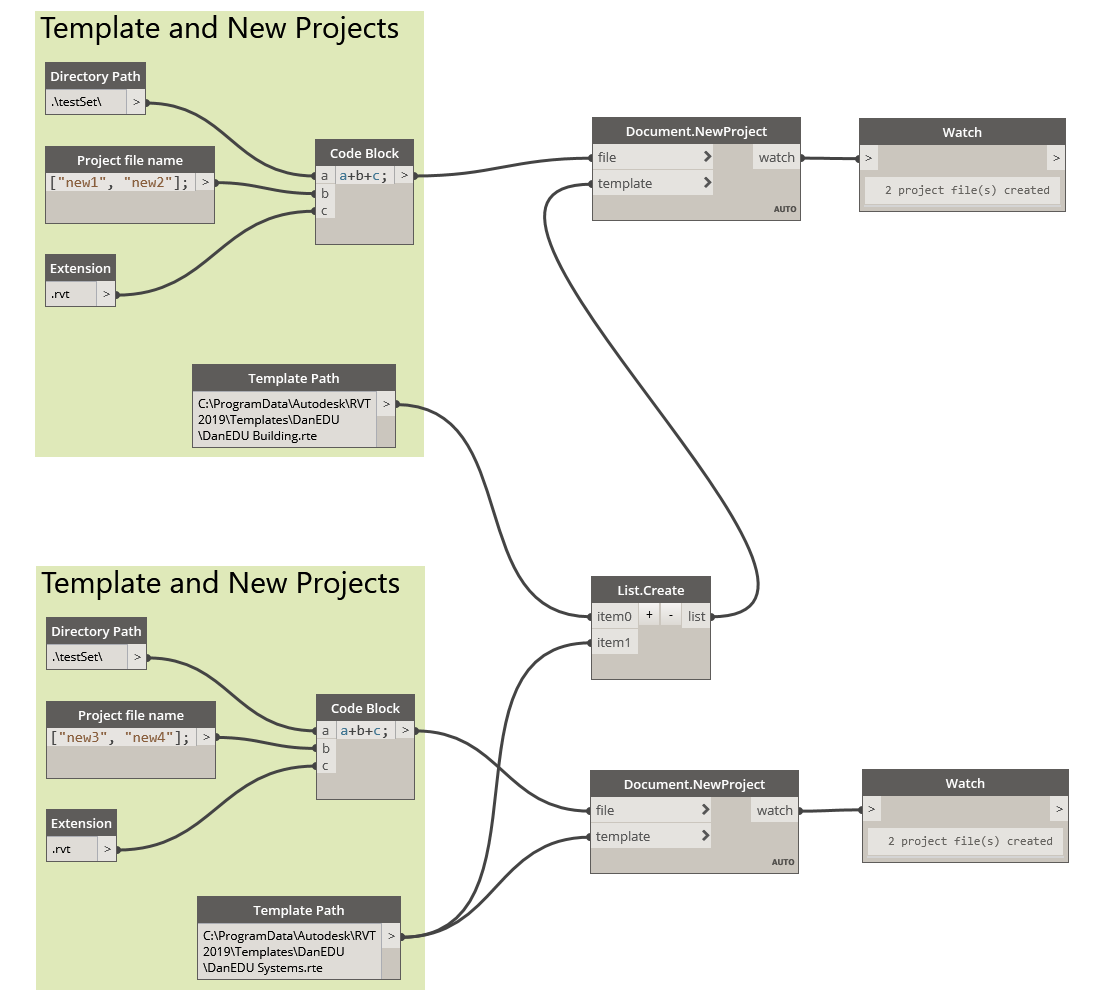 Template and New Projects
Directory Path
.\testSet\ >
Project file name
["new1", "new2"]; >
Extension
.rvt >
Code Block
a a+b+c; >
b
c
Template Path
C:\ProgramData\Autodesk\RVT >
2019\Templates\DanEDU
\DanEDU Building.rte
Document.NewProject
file > watch
template >
AUTO
Watch
> >
2 project file(s) created
List.Create
item0 + - list
item1
Template and New Projects
Directory Path
.\testSet\ >
Project file name
["new3", "new4"]; >
Extension
.rvt >
Code Block
a a+b+c; >
b
c
Template Path
C:\ProgramData\Autodesk\RVT >
2019\Templates\DanEDU
\DanEDU Systems.rte
Document.NewProject
file > watch
template >
AUTO
Watch
> >
2 project file(s) created